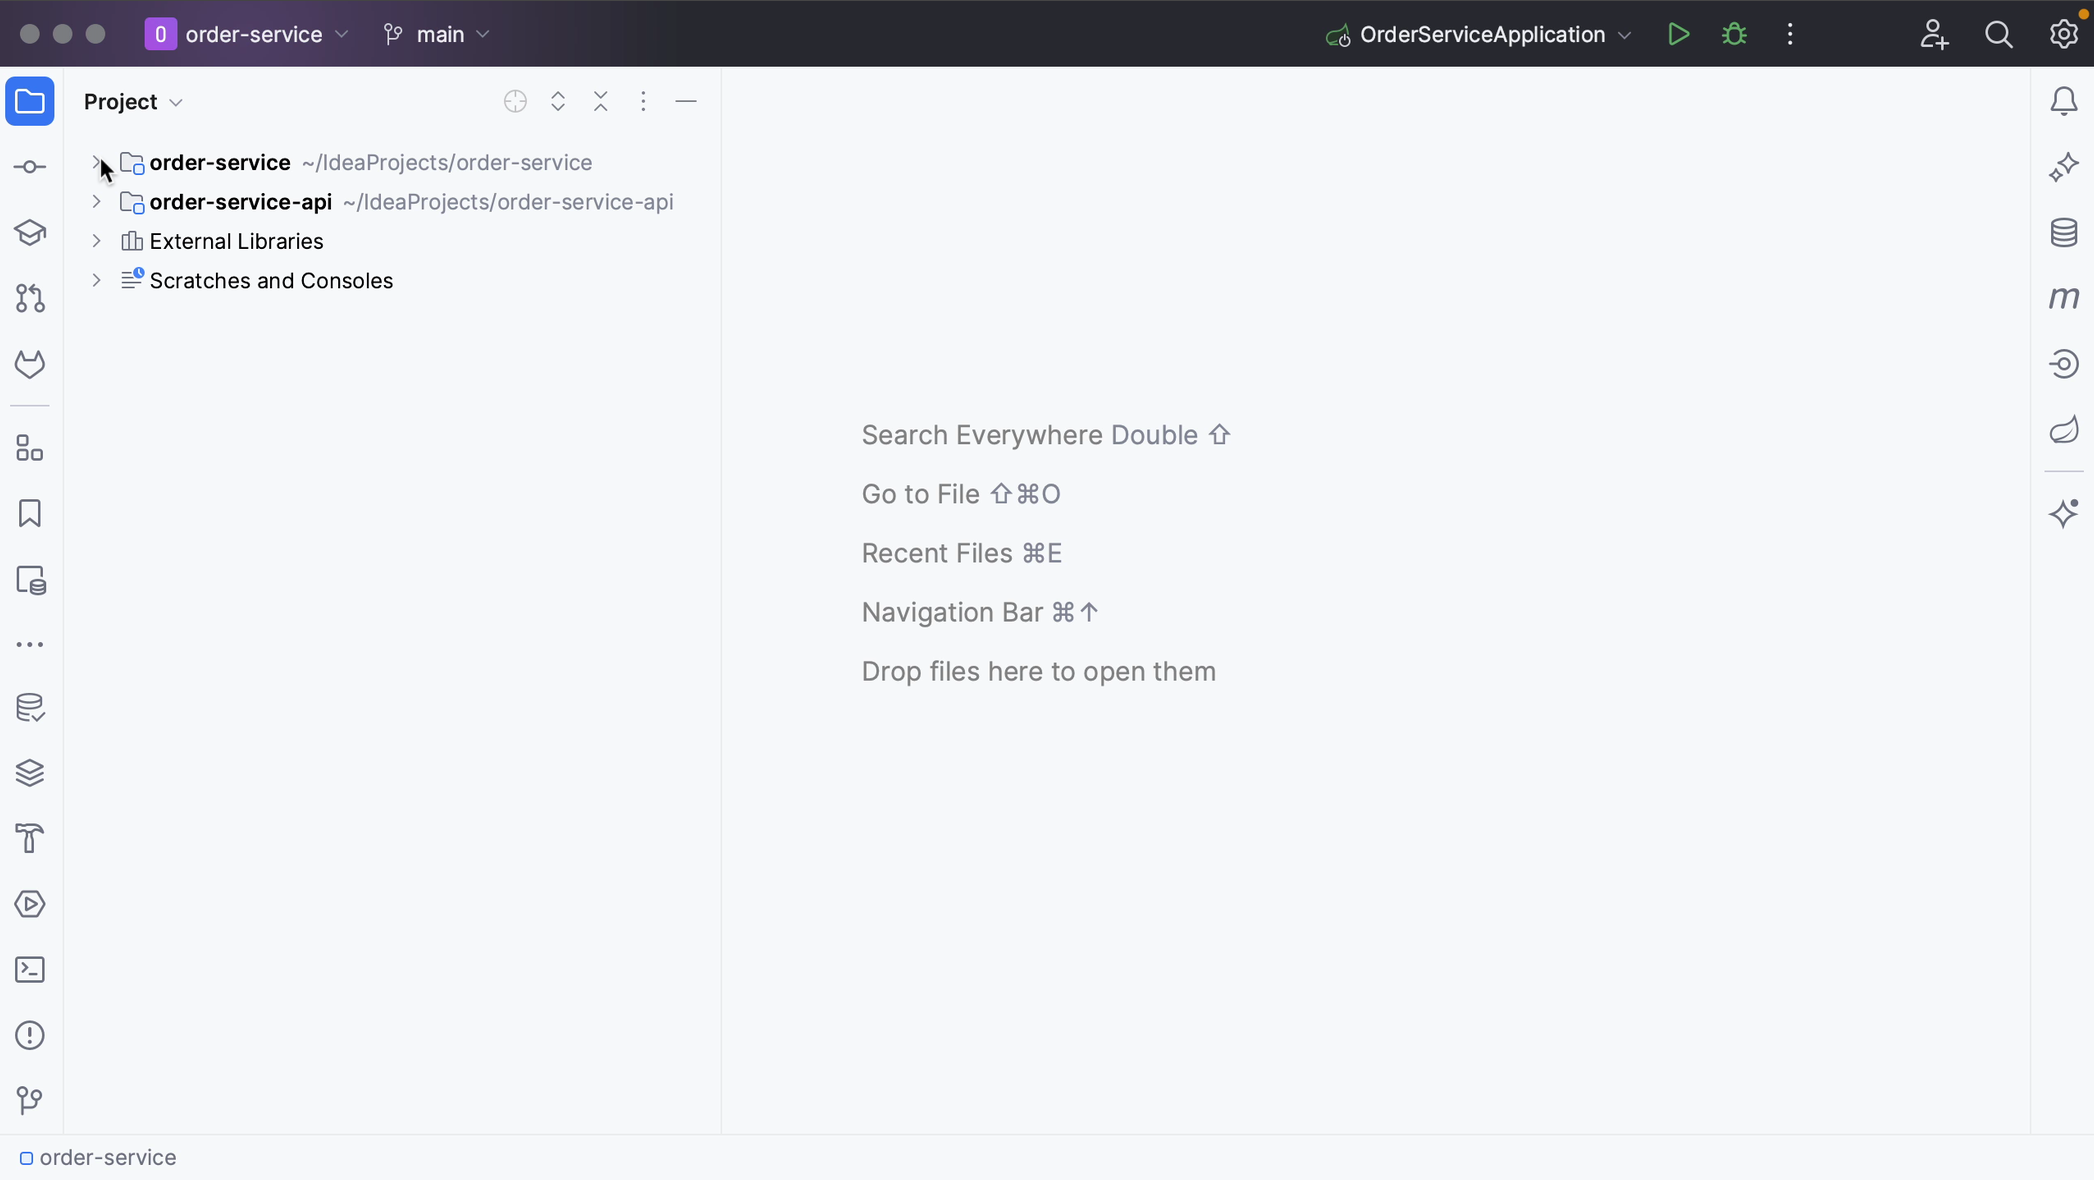 O order-service main OrderServiceApplication
Project
order-service ~/IdeaProjects/order-service
order-service-api ~/IdeaProjects/order-service-api
External Libraries
Scratches and Consoles
Search Everywhere Double ⇧
Go to File ⇧⌘O
Recent Files ⌘E
Navigation Bar ⌘↑
Drop files here to open them
m
order-service